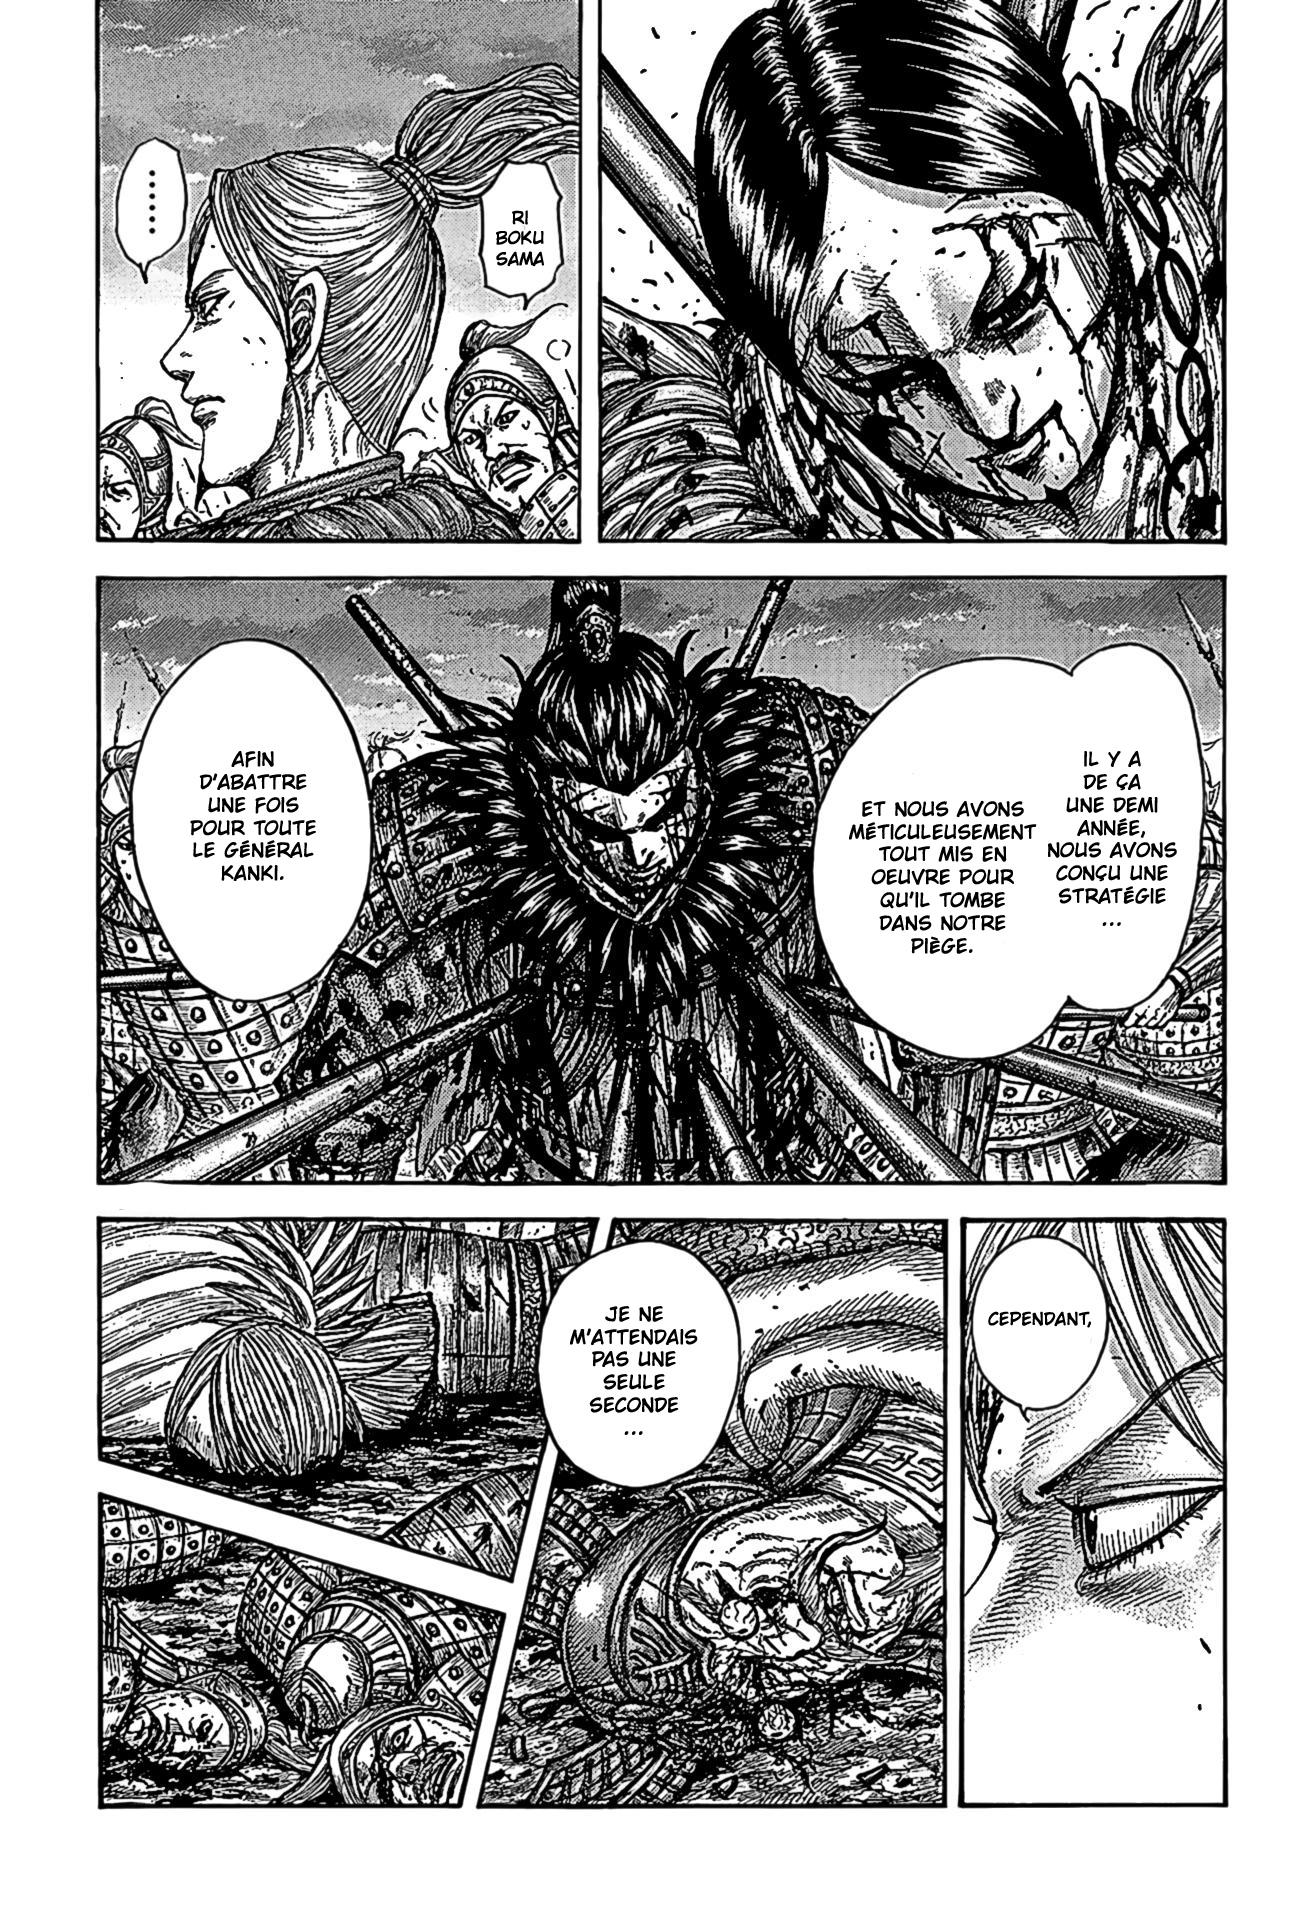 RI
BOKU
SAMA
......
IL Y A
DE ÇA
UNE DEMI
ANNÉE,
NOUS AVONS
CONÇU UNE
STRATÉGIE
...
ET NOUS AVONS
MÉTICULEUSEMENT
TOUT MIS EN
OEUVRE POUR
QU'IL TOMBE
DANS NOTRE
PIÈGE.
AFIN
D'ABATTRE
UNE FOIS
POUR TOUTE
LE GÉNÉRAL
KANKI.
CEPENDANT,
JE NE
M'ATTENDAIS
PAS UNE
SEULE
SECONDE
...